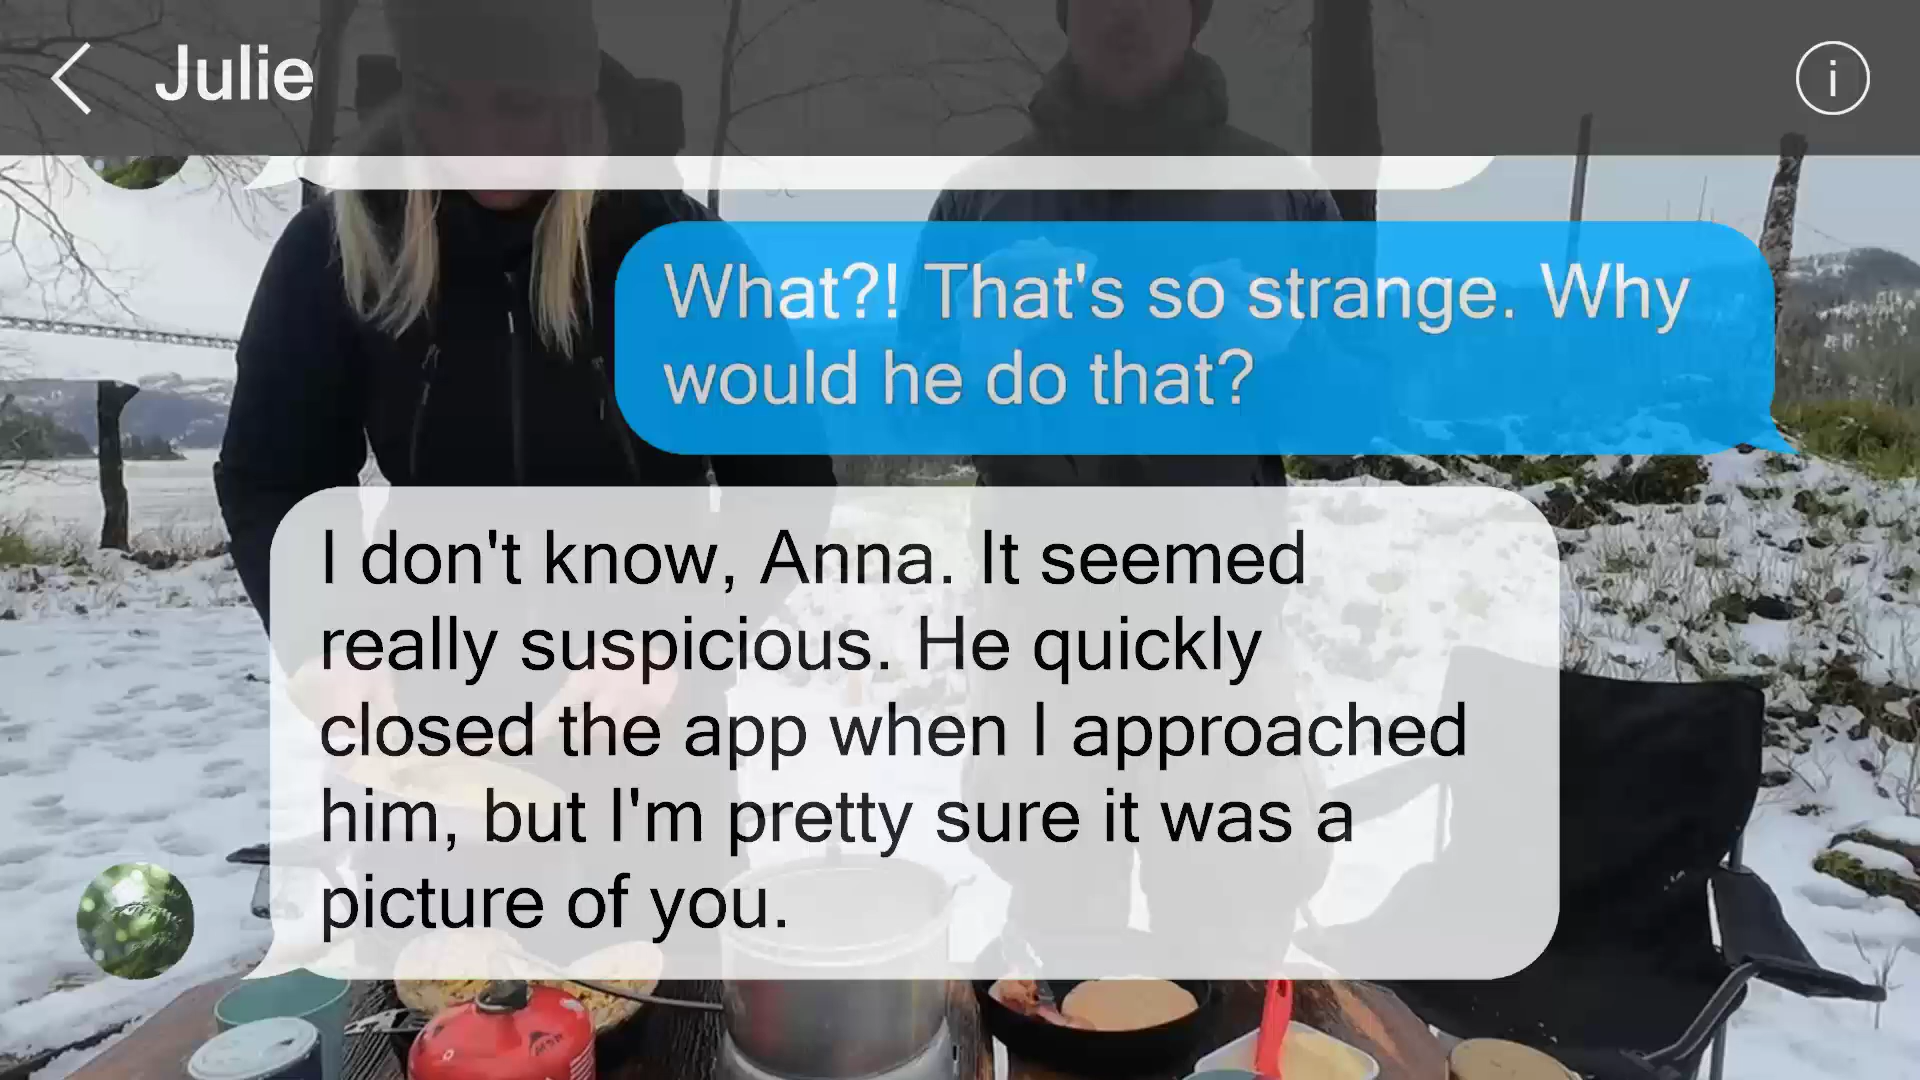 Julie
What?! That's so strange. Why
would he do that?
I don't know, Anna. It seemed
really suspicious. He quickly
closed the app when I approached
him, but I'm pretty sure it was a
picture of you.
MSR